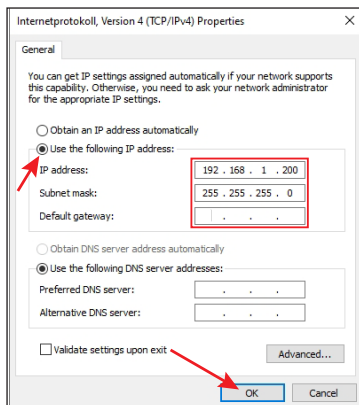 Internetprotokoll, Version 4 (TCP/IPv4) Properties
General
You can get IP settings assigned automatically if your network supports
this capability. Otherwise, you need to ask your network administrator
for the appropriate IP settings.
Obtain an IP address automatically
Use the following IP address:
IP address: 192 . 168 . 1 . 200
Subnet mask: 255 . 255 . 255 . 0
Default gateway: . . .
Obtain DNS server address automatically
Use the following DNS server addresses:
Preferred DNS server: . . .
Alternative DNS server: . . .
Validate settings upon exit
Advanced...
OK Cancel